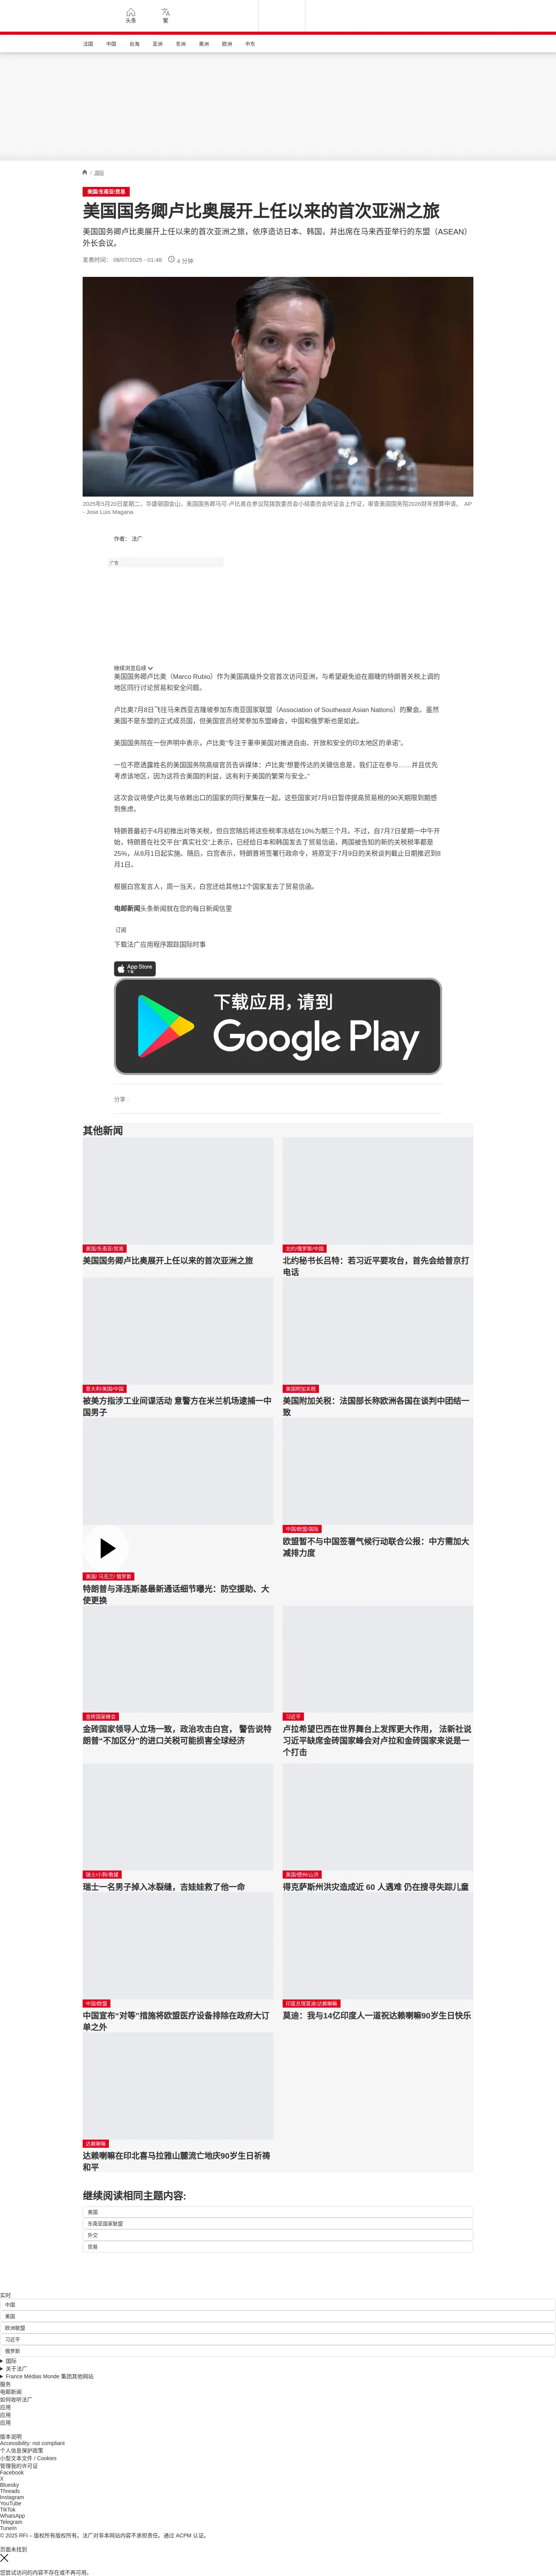 头条
繁
法国 中国 台海 亚洲 非洲 美洲 欧洲 中东
/ 国际
美国/东南亚/贸易
美国国务卿卢比奥展开上任以来的首次亚洲之旅
美国国务卿卢比奥展开上任以来的首次亚洲之旅，依序造访日本、韩国，并出席在马来西亚举行的东盟（ASEAN）
外长会议。
发表时间： 08/07/2025 - 01:48 4 分钟
2025年5月20日星期二，华盛顿国会山，美国国务卿马可·卢比奥在参议院拨款委员会小组委员会听证会上作证，审查美国国务院2026财年预算申请。 AP
- Jose Luis Magana
作者： 法广
广告
继续浏览后续
美国国务卿卢比奥（Marco Rubio）作为美国高级外交官首次访问亚洲，与希望避免迫在眉睫的特朗普关税上调的
地区同行讨论贸易和安全问题。
卢比奥7月8日飞往马来西亚吉隆坡参加东南亚国家联盟（Association of Southeast Asian Nations）的聚会。虽然
美国不是东盟的正式成员国，但美国官员经常参加东盟峰会，中国和俄罗斯也是如此。
美国国务院在一份声明中表示，卢比奥“专注于重申美国对推进自由、开放和安全的印太地区的承诺”。
一位不愿透露姓名的美国国务院高级官员告诉媒体：卢比奥“想要传达的关键信息是，我们正在参与……并且优先
考虑该地区，因为这符合美国的利益，这有利于美国的繁荣与安全。”
这次会议将使卢比奥与依赖出口的国家的同行聚集在一起，这些国家对7月9日暂停提高贸易税的90天期限到期感
到焦虑。
特朗普最初于4月初推出对等关税，但白宫随后将这些税率冻结在10%为期三个月。不过，自7月7日星期一中午开
始，特朗普在社交平台“真实社交”上表示，已经给日本和韩国发去了贸易信函，两国被告知的新的关税税率都是
25%，从8月1日起实施。随后，白宫表示，特朗普将签署行政命令，将原定于7月9日的关税谈判截止日期推迟到8
月1日。
根据白宫发言人，周一当天，白宫还给其他12个国家发去了贸易信函。
电邮新闻头条新闻就在您的每日新闻信里
订阅
下载法广应用程序跟踪国际时事
App Store
下载
下载应用，请到
Google Play
分享 :
其他新闻
美国/东南亚/贸易
美国国务卿卢比奥展开上任以来的首次亚洲之旅
北约/俄罗斯/中国
北约秘书长吕特：若习近平要攻台，首先会给普京打
电话
意大利/美国/中国
被美方指涉工业间谍活动 意警方在米兰机场逮捕一中
国男子
美国附加关税
美国附加关税：法国部长称欧洲各国在谈判中团结一
致
美国/ 乌克兰/ 俄罗斯
特朗普与泽连斯基最新通话细节曝光：防空援助、大
使更换
中国/欧盟/国际
欧盟暂不与中国签署气候行动联合公报：中方需加大
减排力度
金砖国家峰会
金砖国家领导人立场一致，政治攻击白宫， 警告说特
朗普“不加区分”的进口关税可能损害全球经济
习近平
卢拉希望巴西在世界舞台上发挥更大作用， 法新社说
习近平缺席金砖国家峰会对卢拉和金砖国家来说是一
个打击
瑞士/小狗/救援
瑞士一名男子掉入冰裂缝，吉娃娃救了他一命
美国/德州/山洪
得克萨斯州洪灾造成近 60 人遇难 仍在搜寻失踪儿童
中国/欧盟
中国宣布“对等”措施将欧盟医疗设备排除在政府大订
单之外
印度总理莫迪/达赖喇嘛
莫迪：我与14亿印度人一道祝达赖喇嘛90岁生日快乐
达赖喇嘛
达赖喇嘛在印北喜马拉雅山麓流亡地庆90岁生日祈祷
和平
继续阅读相同主题内容:
美国
东南亚国家联盟
外交
贸易
实时
中国
美国
欧洲联盟
习近平
俄罗斯
国际
关于法广
France Médias Monde 集团其他网站
服务
电邮新闻
如何收听法广
应用
应用
应用
版本说明
Accessibility: not compliant
个人信息保护政策
小型文本文件 / Cookies
管理我的许可证
Facebook
X
Bluesky
Threads
Instagram
YouTube
TikTok
WhatsApp
Telegram
TuneIn
© 2025 RFI – 版权所有版权所有。法广对非本网站内容不承担责任。通过 ACPM 认证。
页面未找到
您尝试访问的内容不存在或不再可用。